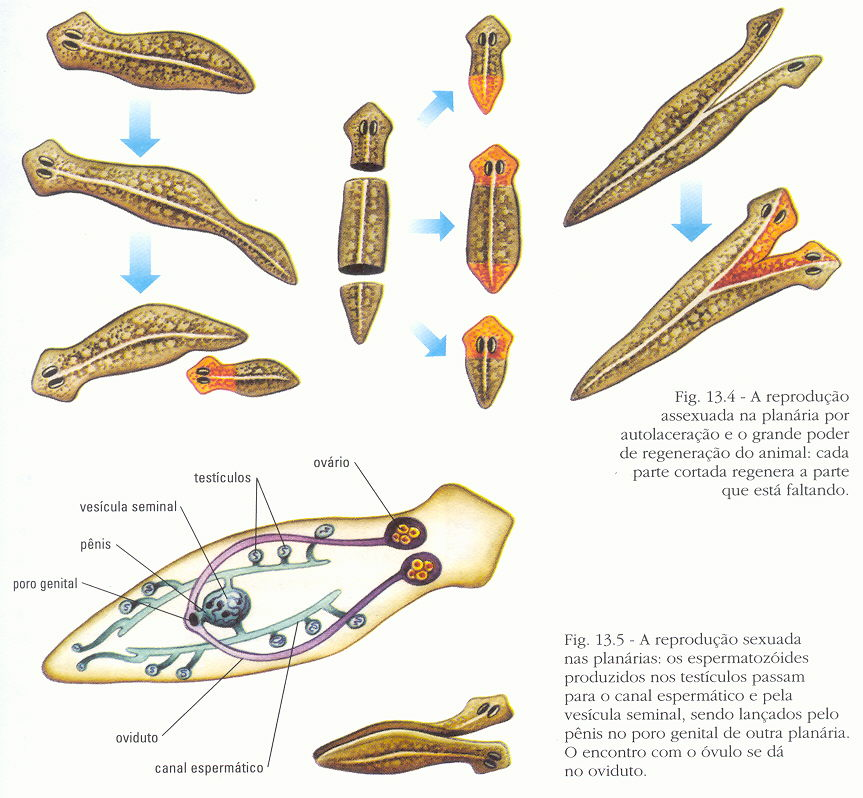 Fig. 13.4 - A reprodução
assexuada na planária por
autolaceração e o grande poder
de regeneração do animal: cada
parte cortada regenera a parte
que está faltando.
ovário
testículos
vesícula seminal
pênis
poro genital
oviduto
canal espermático
Fig. 13.5 - A reprodução sexuada
nas planárias: os espermatozóides
produzidos nos testículos passam
para o canal espermático e pela
vesícula seminal, sendo lançados pelo
pênis no poro genital de outra planária.
O encontro com o óvulo se dá
no oviduto.